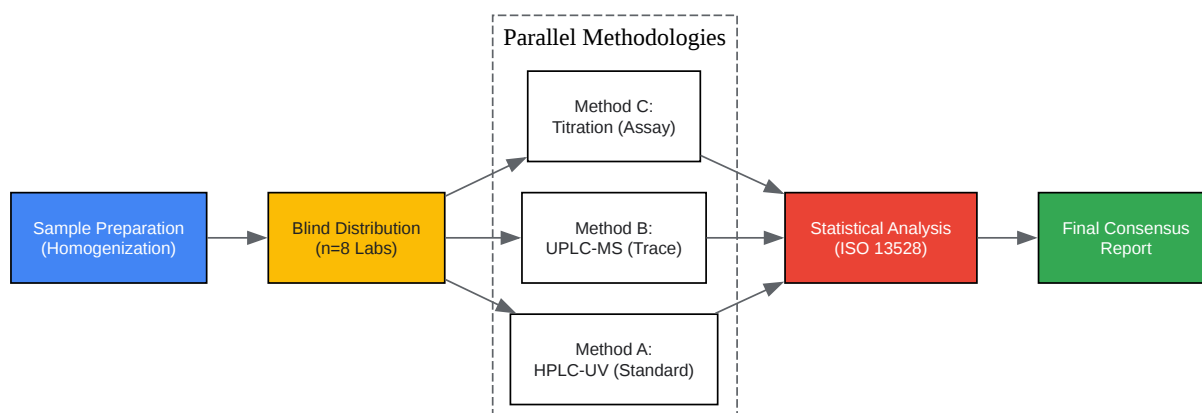 Parallel Methodologies
Sample Preparation
(Homogenization)
Blind Distribution
(n=8 Labs)
Method C:
Titration (Assay)
Method B:
UPLC-MS (Trace)
Method A:
HPLC-UV (Standard)
Statistical Analysis
(ISO 13528)
Final Consensus
Report